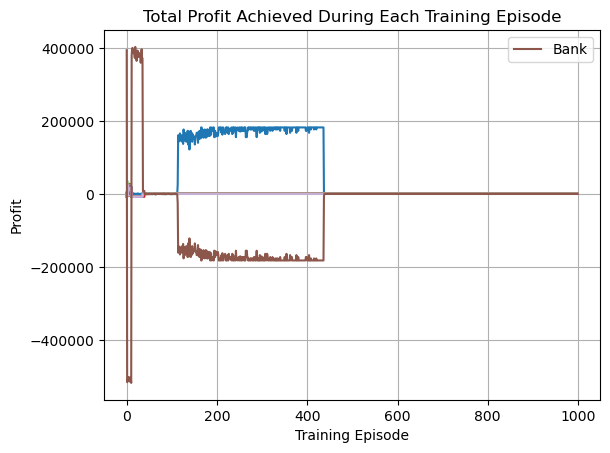 Total Profit Achieved During Each Training Episode
Bank
400000
200000
0
−200000
−400000
Profit
0 200 400 600 800 1000
Training Episode